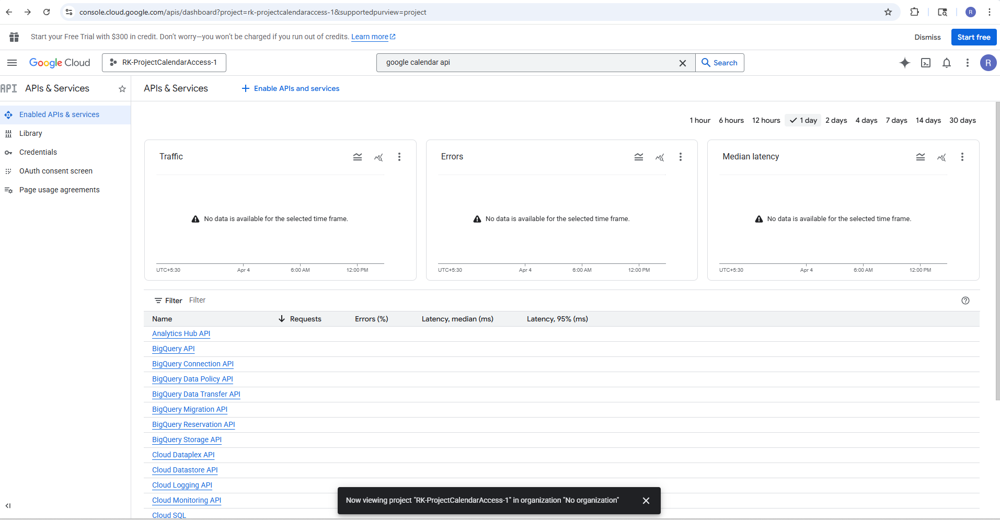 console.cloud.google.com/apis/dashboard?project=rk-projectcalendaraccess-1&supportedpurview=project
R
Start your Free Trial with $300 in credit. Don’t worry—you won’t be charged if you run out of credits. Learn more
Dismiss
Start free
Google Cloud
RK-ProjectCalendarAccess-1
google calendar api
Search
R
API
APIs & Services
APIs & Services
Enable APIs and services
Enabled APIs & services
Library
Credentials
OAuth consent screen
Page usage agreements
1 hour 6 hours 12 hours 1 day 2 days 4 days 7 days 14 days 30 days
Traffic
No data is available for the selected time frame.
UTC+5:30 Apr 4 6:00 AM 12:00 PM
Errors
No data is available for the selected time frame.
UTC+5:30 Apr 4 6:00 AM 12:00 PM
Median latency
No data is available for the selected time frame.
UTC+5:30 Apr 4 6:00 AM 12:00 PM
Filter Filter
Name Requests Errors (%) Latency, median (ms) Latency, 95% (ms)
Analytics Hub API
BigQuery API
BigQuery Connection API
BigQuery Data Policy API
BigQuery Data Transfer API
BigQuery Migration API
BigQuery Reservation API
BigQuery Storage API
Cloud Dataplex API
Cloud Datastore API
Cloud Logging API
Cloud Monitoring API
Cloud SQL
Now viewing project "RK-ProjectCalendarAccess-1" in organization "No organization"